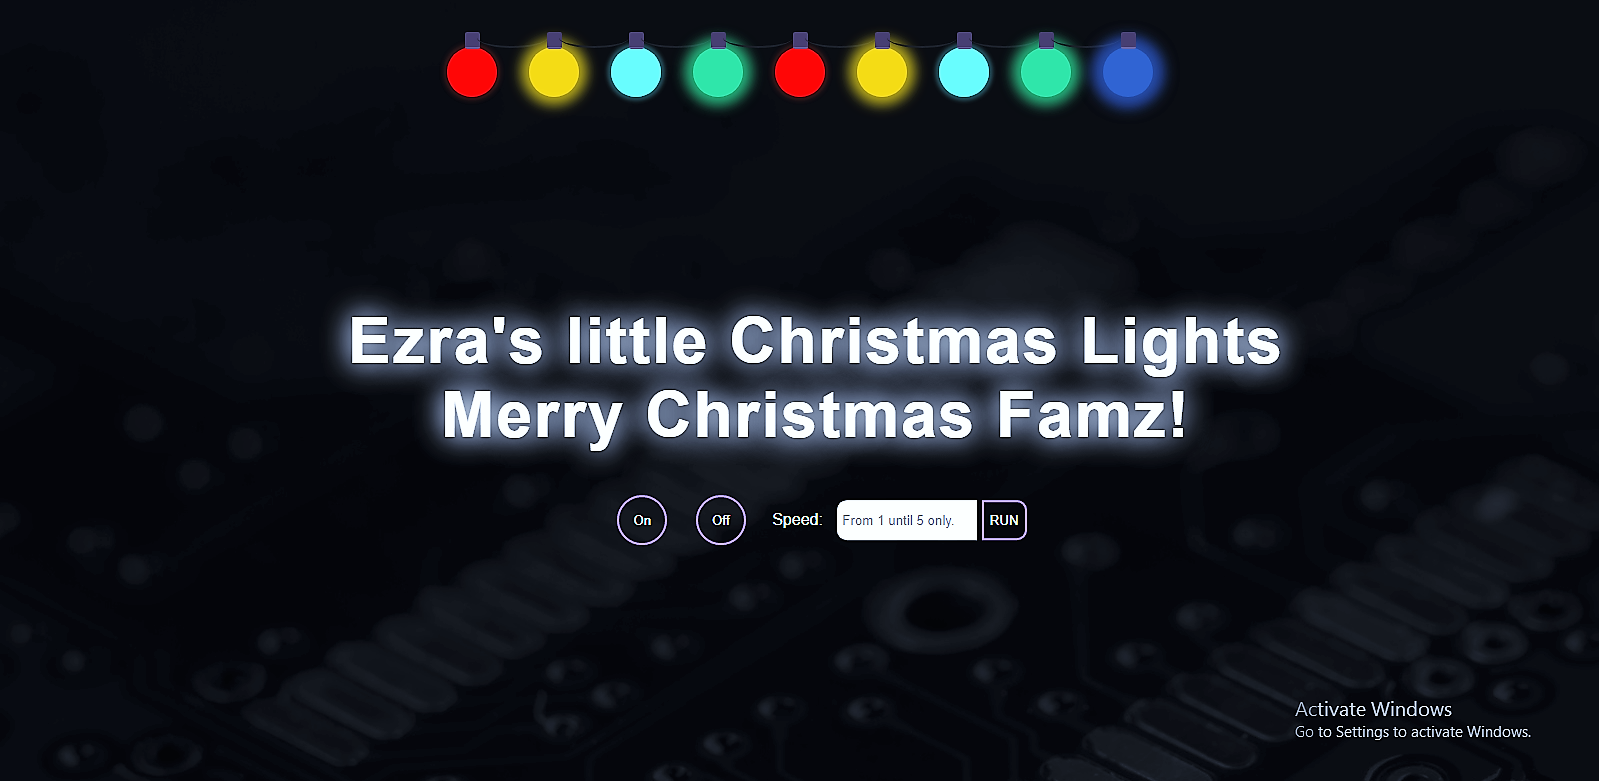 Ezra's little Christmas Lights
Merry Christmas Famz!
On Off Speed: From 1 until 5 only. RUN
Activate Windows
Go to Settings to activate Windows.